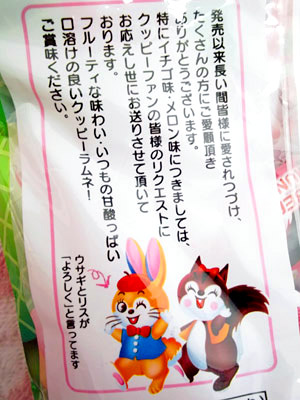 発売以来長い間皆様に愛されつづけ、
たくさんの方にご愛顧頂き
ありがとうございます。
特にイチゴ味・メロン味につきましては、
クッピーファンの皆様のリクエストに
お応えし世にお送りさせて頂いて
おります。
フルーティな味わい・いつもの甘酸っぱい
口溶けの良いクッピーラムネ!
ご賞味ください。
ウサギとリスが
「よろしく」と言ってます